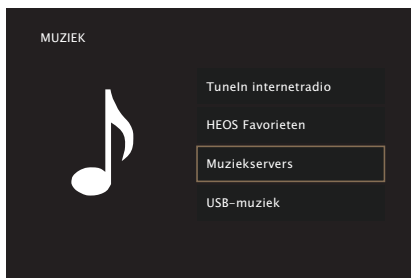 MUZIEK
TuneIn internetradio
HEOS Favorieten
Muziekservers
USB-muziek